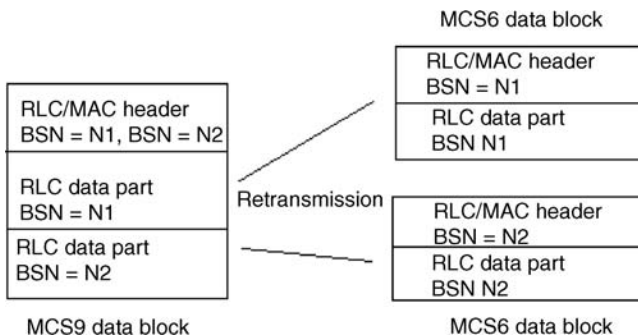 MCS6 data block
RLC/MAC header
BSN = N1
RLC data part
BSN N1
RLC/MAC header
BSN = N1, BSN = N2
RLC data part
BSN = N1
RLC data part
BSN = N2
MCS9 data block
Retransmission
RLC/MAC header
BSN = N2
RLC data part
BSN N2
MCS6 data block